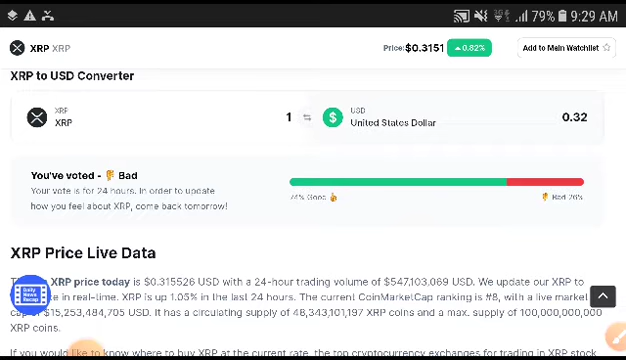 79% 9:29 AM
XRP XRP Price: $0.3151 0.82% Add to Main Watchlist
XRP to USD Converter
XRP
XRP 1
USD
United States Dollar 0.32
You've voted - Bad
Your vote is for 24 hours. In order to update
how you feel about XRP, come back tomorrow!
74% Good Bad 26%
XRP Price Live Data
XRP price today is $0.315526 USD with a 24-hour trading volume of $547,103,069 USD. We update our XRP to
in real-time. XRP is up 1.05% in the last 24 hours. The current CoinMarketCap ranking is #8, with a live market
cap of $15,253,484,705 USD. It has a circulating supply of 48,343,101,197 XRP coins and a max. supply of 100,000,000,000
XRP coins.
If you would like to know where to buy XRP at the current rate, the top cryptocurrency exchanges for trading in XRP stock
Daily
News
Recap